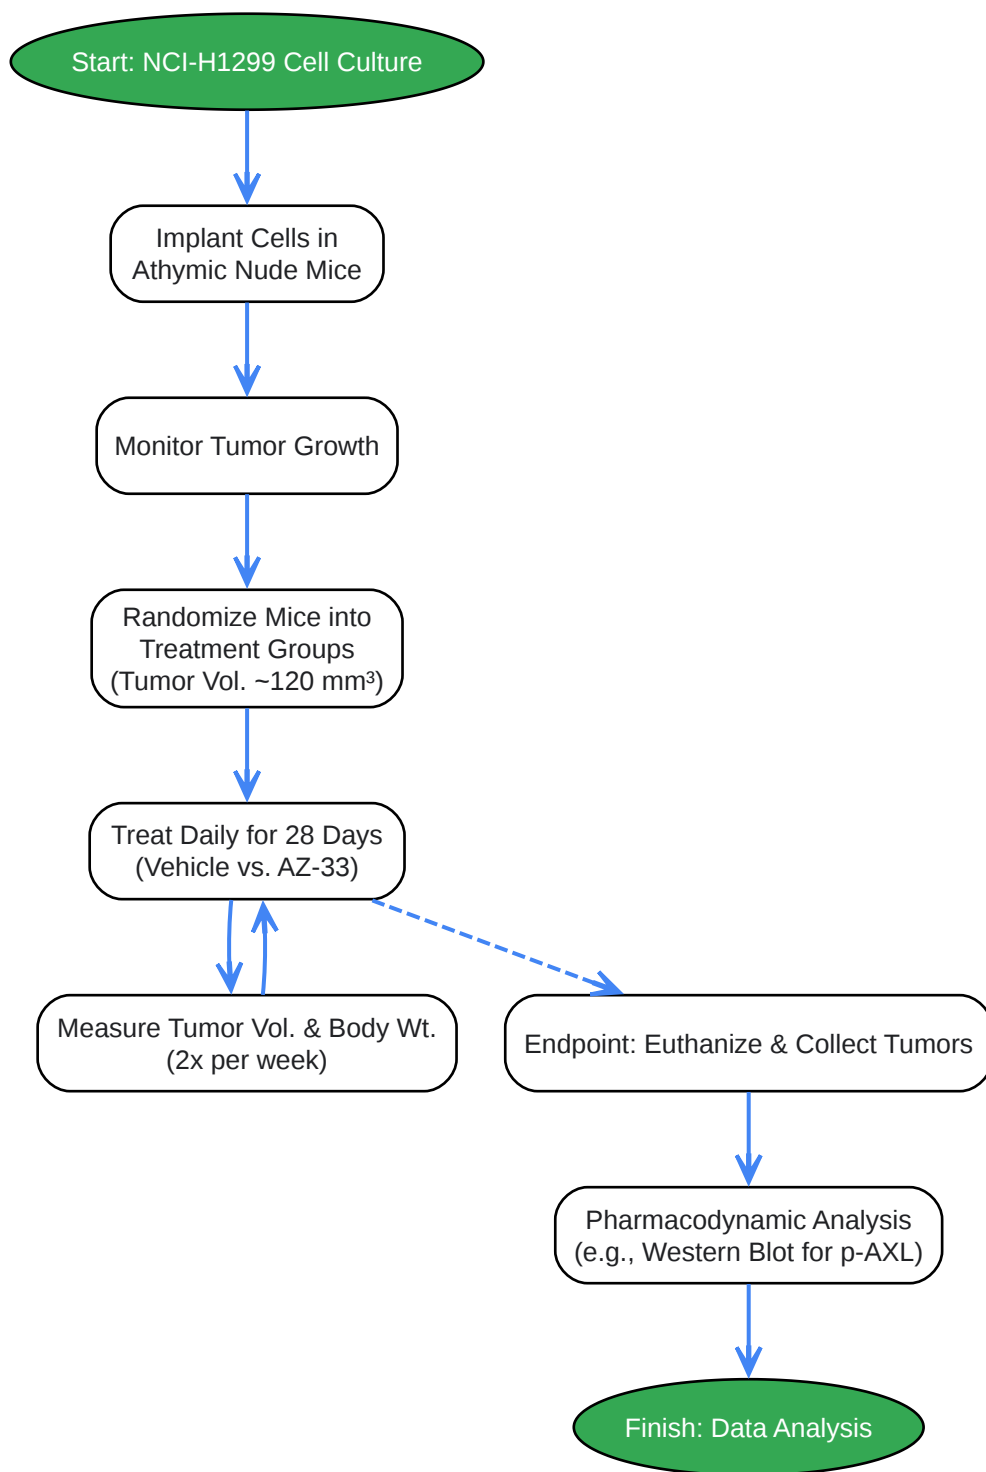 Start: NCI-H1299 Cell Culture
Implant Cells in
Athymic Nude Mice
Monitor Tumor Growth
Randomize Mice into
Treatment Groups
(Tumor Vol. ~120 mm³)
Treat Daily for 28 Days
(Vehicle vs. AZ-33)
Measure Tumor Vol. & Body Wt.
(2x per week)
Endpoint: Euthanize & Collect Tumors
Pharmacodynamic Analysis
(e.g., Western Blot for p-AXL)
Finish: Data Analysis